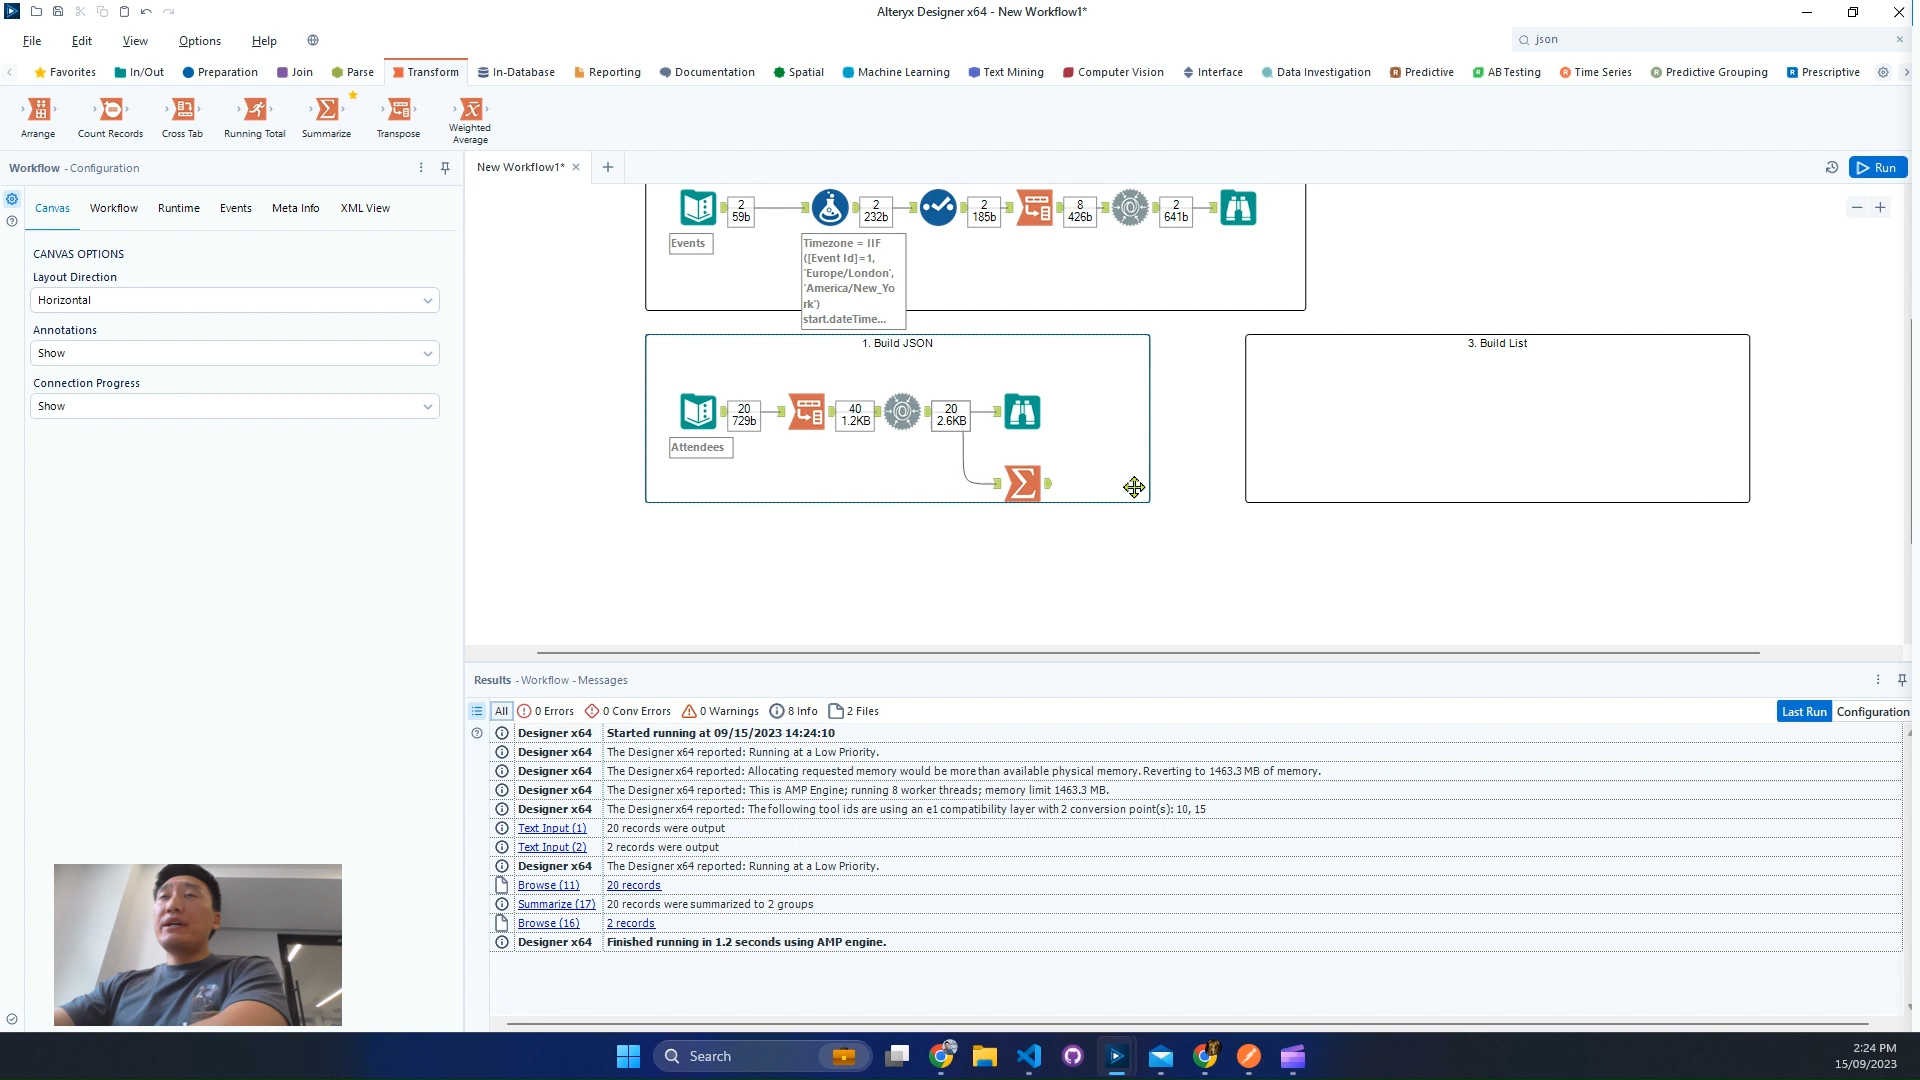 Alteryx Designer x64 - New Workflow1*
File Edit View Options Help
json
Favorites In/Out Preparation Join Parse Transform In-Database Reporting Documentation Spatial Machine Learning Text Mining Computer Vision Interface Data Investigation Predictive AB Testing Time Series Predictive Grouping Prescriptive
Arrange Count Records Cross Tab Running Total Summarize Transpose Weighted
Average
Workflow - Configuration
New Workflow1*
Run
Canvas Workflow Runtime Events Meta Info XML View
CANVAS OPTIONS
Layout Direction
Horizontal
Annotations
Show
Connection Progress
Show
2 2 2 8 2
59b 232b 185b 426b 641b
Events
Timezone = IIF
([Event Id]=1,
'Europe/London',
'America/New_Yo
rk')
start.dateTime...
1. Build JSON
20 40 20
729b 1.2KB 2.6KB
Attendees
3. Build List
Results - Workflow - Messages
All 0 Errors 0 Conv Errors 0 Warnings 8 Info 2 Files
Last Run Configuration
Designer x64 Started running at 09/15/2023 14:24:10
Designer x64 The Designer x64 reported: Running at a Low Priority.
Designer x64 The Designer x64 reported: Allocating requested memory would be more than available physical memory. Reverting to 1463.3 MB of memory.
Designer x64 The Designer x64 reported: This is AMP Engine; running 8 worker threads; memory limit 1463.3 MB.
Designer x64 The Designer x64 reported: The following tool ids are using an e1 compatibility layer with 2 conversion point(s): 10, 15
Text Input (1) 20 records were output
Text Input (2) 2 records were output
Designer x64 The Designer x64 reported: Running at a Low Priority.
Browse (11) 20 records
Summarize (17) 20 records were summarized to 2 groups
Browse (16) 2 records
Designer x64 Finished running in 1.2 seconds using AMP engine.
Search
2:24 PM
15/09/2023